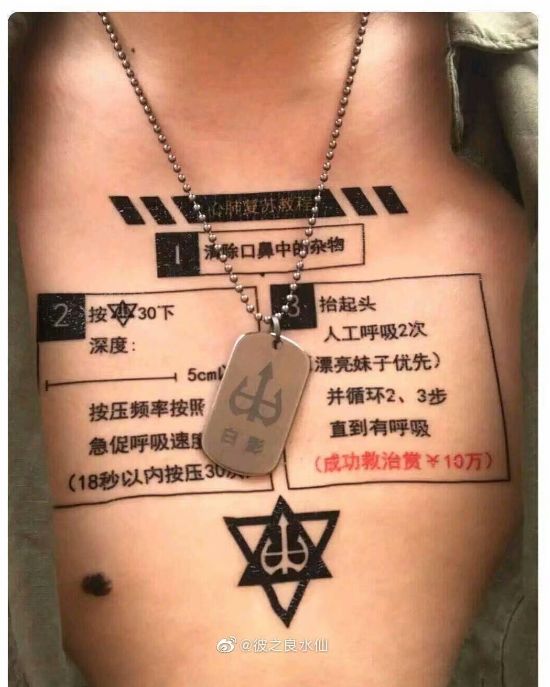 心肺复苏教程
1 清除口鼻中的杂物
2 按 30下
深度:
5cm
按压频率按照
急促呼吸速度
(18秒以内按压30次
3 抬起头
人工呼吸2次
漂亮妹子优先)
并循环2、3步
直到有呼吸
(成功救治赏￥10万)
白影
@彼之良水仙